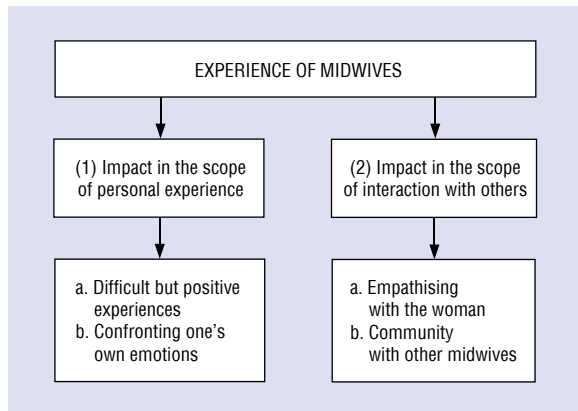 EXPERIENCE OF MIDWIVES
(1) Impact in the scope
of personal experience
(2) Impact in the scope
of interaction with others
a. Difficult but positive
experiences
b. Confronting one's
own emotions
a. Empathising
with the woman
b. Community
with other midwives